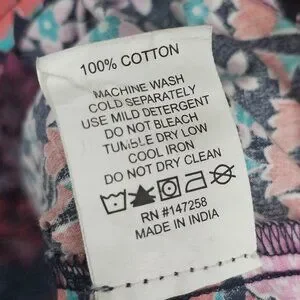 100% COTTON
MACHINE WASH
COLD SEPARATELY
USE MILD DETERGENT
DO NOT BLEACH
TUMBLE DRY LOW
COOL IRON
DO NOT DRY CLEAN
RN #147258
MADE IN INDIA